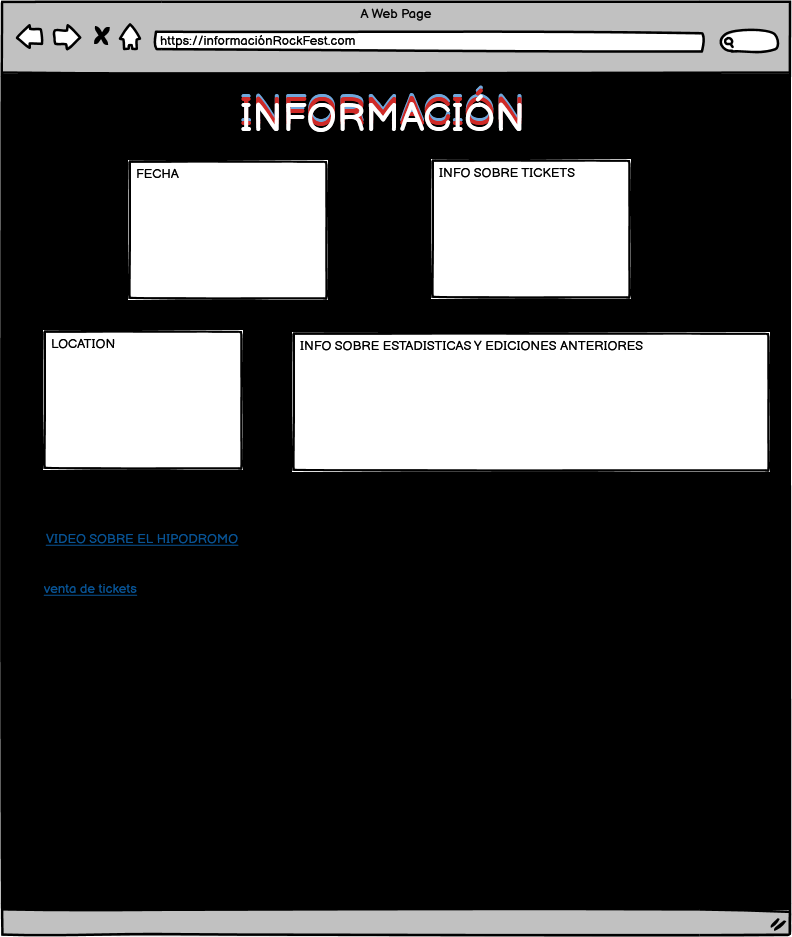 A Web Page
https://informaciónRockFest.com
INFORMACIÓN
FECHA
INFO SOBRE TICKETS
LOCATION
INFO SOBRE ESTADISTICAS Y EDICIONES ANTERIORES
VIDEO SOBRE EL HIPODROMO
venta de tickets